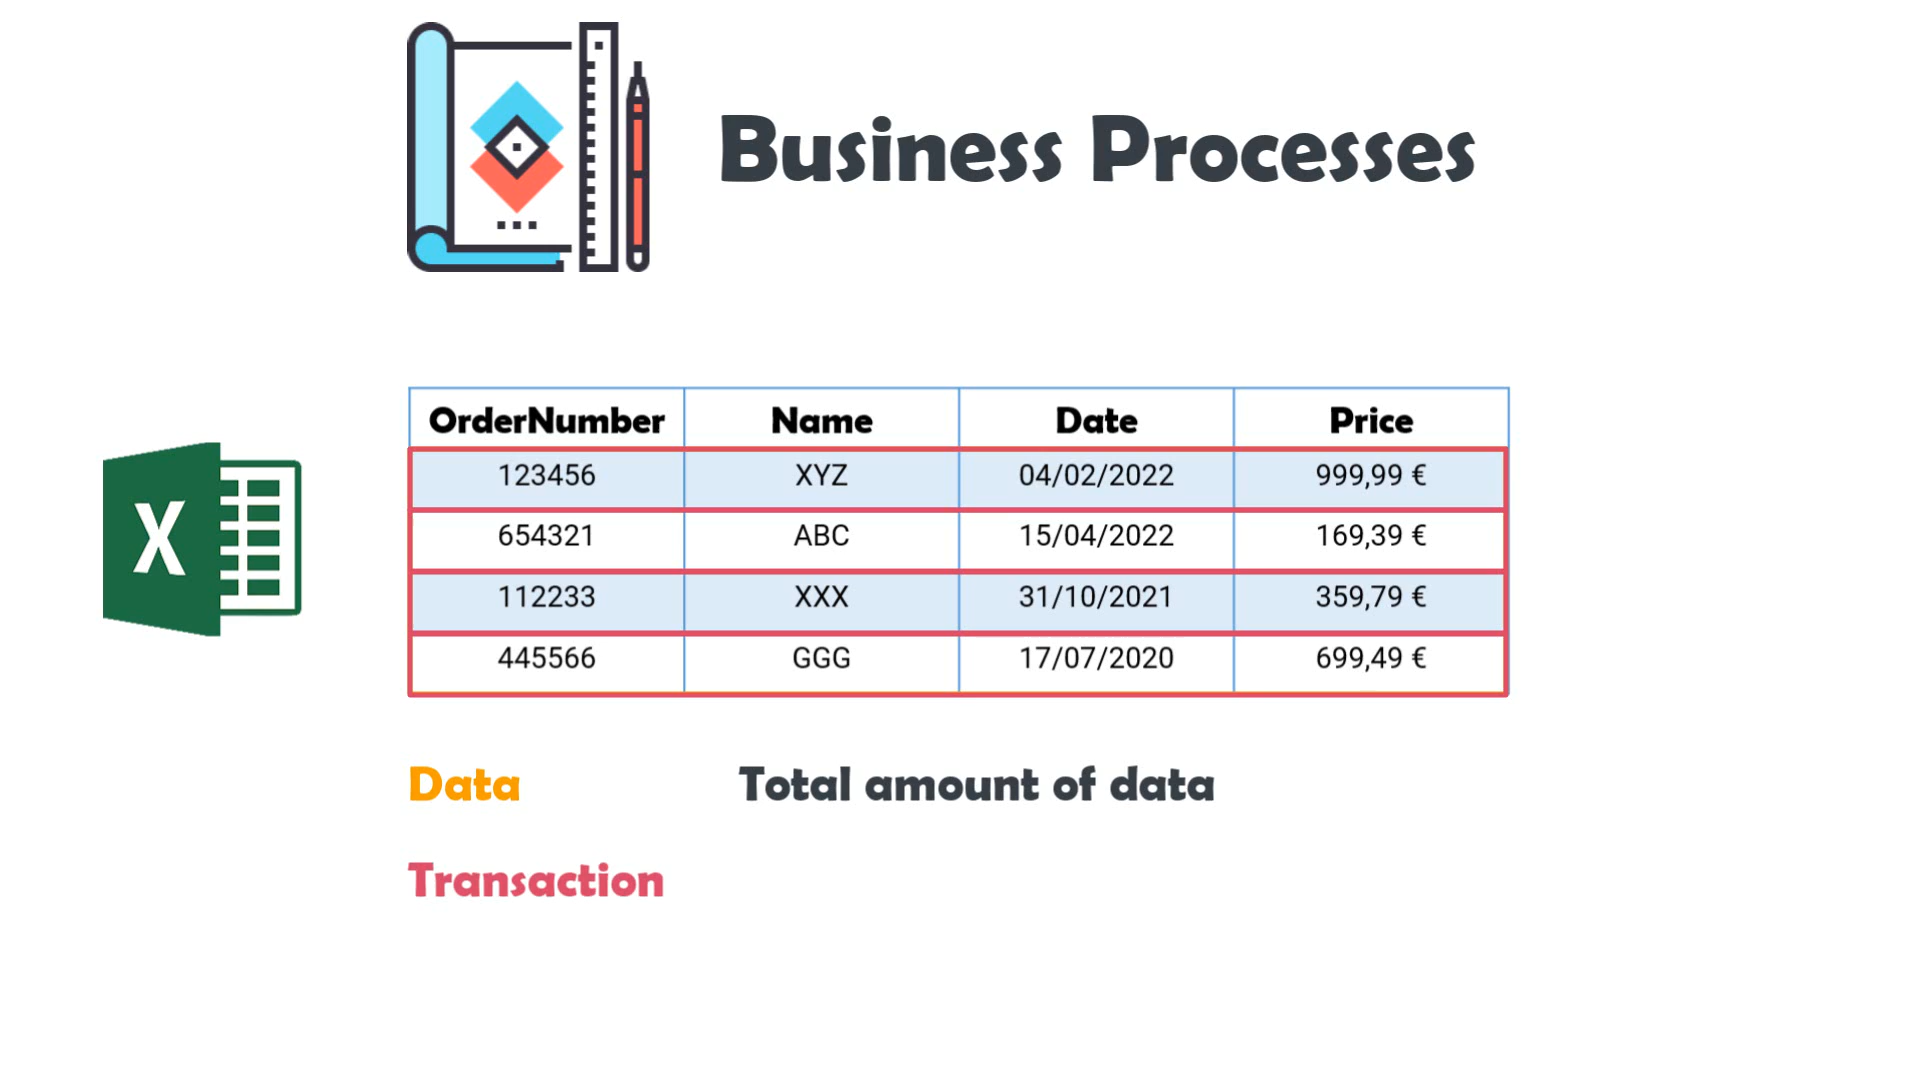 Business Processes
OrderNumber Name Date Price
123456 XYZ 04/02/2022 999,99 €
654321 ABC 15/04/2022 169,39 €
112233 XXX 31/10/2021 359,79 €
445566 GGG 17/07/2020 699,49 €
X
Data Total amount of data
Transaction